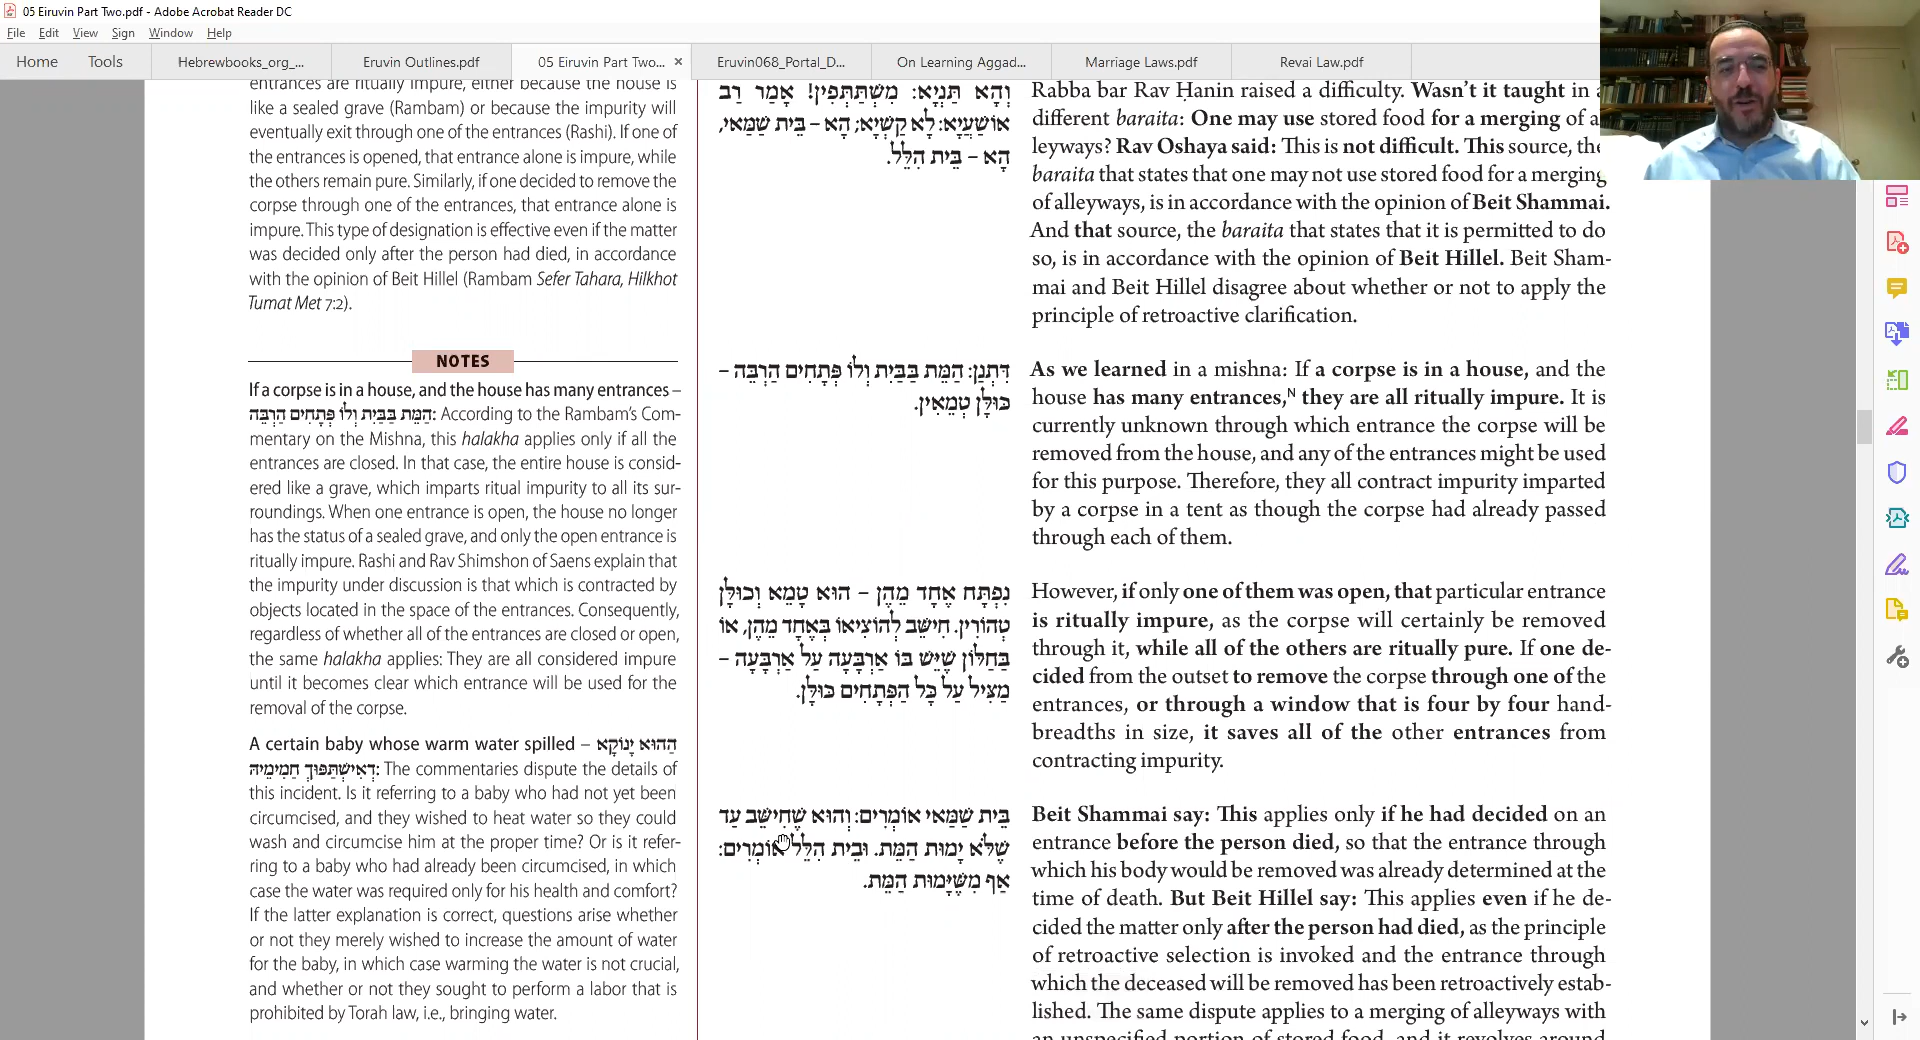 05 Eiruvin Part Two.pdf - Adobe Acrobat Reader DC
File Edit View Sign Window Help
Home Tools Hebrewbooks_org_... Eruvin Outlines.pdf 05 Eiruvin Part Two... × Eruvin068_Portal_D... On Learning Aggad... Marriage Laws.pdf Revai Law.pdf
entrances are ritually impure, either because the house is
like a sealed grave (Rambam) or because the impurity will
eventually exit through one of the entrances (Rashi). If one of
the entrances is opened, that entrance alone is impure, while
the others remain pure. Similarly, if one decided to remove the
corpse through one of the entrances, that entrance alone is
impure. This type of designation is effective even if the matter
was decided only after the person had died, in accordance
with the opinion of Beit Hillel (Rambam Sefer Tahara, Hilkhot
Tumat Met 7:2).
NOTES
If a corpse is in a house, and the house has many entrances –
הַמֵּת בַּבַּיִת וְלוֹ פְּתָחִים הַרְבֵּה: According to the Rambam's Com-
mentary on the Mishna, this halakha applies only if all the
entrances are closed. In that case, the entire house is consid-
ered like a grave, which imparts ritual impurity to all its sur-
roundings. When one entrance is open, the house no longer
has the status of a sealed grave, and only the open entrance is
ritually impure. Rashi and Rav Shimshon of Saens explain that
the impurity under discussion is that which is contracted by
objects located in the space of the entrances. Consequently,
regardless of whether all of the entrances are closed or open,
the same halakha applies: They are all considered impure
until it becomes clear which entrance will be used for the
removal of the corpse.
A certain baby whose warm water spilled – הַהוּא יָנוֹקָא
דְּאִישְׁתַּפּוּךְ חַמִּימֵיהּ: The commentaries dispute the details of
this incident. Is it referring to a baby who had not yet been
circumcised, and they wished to heat water so they could
wash and circumcise him at the proper time? Or is it refer-
ring to a baby who had already been circumcised, in which
case the water was required only for his health and comfort?
If the latter explanation is correct, questions arise whether
or not they merely wished to increase the amount of water
for the baby, in which case warming the water is not crucial,
and whether or not they sought to perform a labor that is
prohibited by Torah law, i.e., bringing water.
וְהָא תַּנְיָא: מִשְׁתַּתְּפִין! אָמַר רַב
אוֹשַׁעְיָא: לָא קַשְׁיָא; הָא – בֵּית שַׁמַּאי,
הָא – בֵּית הִלֵּל.
דִּתְנַן: הַמֵּת בַּבַּיִת וְלוֹ פְּתָחִים הַרְבֵּה –
כּוּלָּן טְמֵאִין.
נִפְתַּח אֶחָד מֵהֶן – הוּא טָמֵא וְכוּלָּן
טְהוֹרִין. חִישֵּׁב לְהוֹצִיאוֹ בְּאֶחָד מֵהֶן, אוֹ
בַּחַלּוֹן שֶׁיֵּשׁ בּוֹ אַרְבָּעָה עַל אַרְבָּעָה –
מַצִּיל עַל כָּל הַפְּתָחִים כּוּלָּן.
בֵּית שַׁמַּאי אוֹמְרִים: וְהוּא שֶׁחִישֵּׁב עַד
שֶׁלֹּא יָמוּת הַמֵּת. וּבֵית הִלֵּל אוֹמְרִים:
אַף מִשֶּׁיָּמוּת הַמֵּת.
Rabba bar Rav Ḥanin raised a difficulty. Wasn't it taught in
different baraita: One may use stored food for a merging of a
leyways? Rav Oshaya said: This is not difficult. This source, the
baraita that states that one may not use stored food for a merging
of alleyways, is in accordance with the opinion of Beit Shammai.
And that source, the baraita that states that it is permitted to do
so, is in accordance with the opinion of Beit Hillel. Beit Sham-
mai and Beit Hillel disagree about whether or not to apply the
principle of retroactive clarification.
As we learned in a mishna: If a corpse is in a house, and the
house has many entrances,ᴺ they are all ritually impure. It is
currently unknown through which entrance the corpse will be
removed from the house, and any of the entrances might be used
for this purpose. Therefore, they all contract impurity imparted
by a corpse in a tent as though the corpse had already passed
through each of them.
However, if only one of them was open, that particular entrance
is ritually impure, as the corpse will certainly be removed
through it, while all of the others are ritually pure. If one de-
cided from the outset to remove the corpse through one of the
entrances, or through a window that is four by four hand-
breadths in size, it saves all of the other entrances from
contracting impurity.
Beit Shammai say: This applies only if he had decided on an
entrance before the person died, so that the entrance through
which his body would be removed was already determined at the
time of death. But Beit Hillel say: This applies even if he de-
cided the matter only after the person had died, as the principle
of retroactive selection is invoked and the entrance through
which the deceased will be removed has been retroactively estab-
lished. The same dispute applies to a merging of alleyways with
an unspecified portion of stored food, and it revolves around